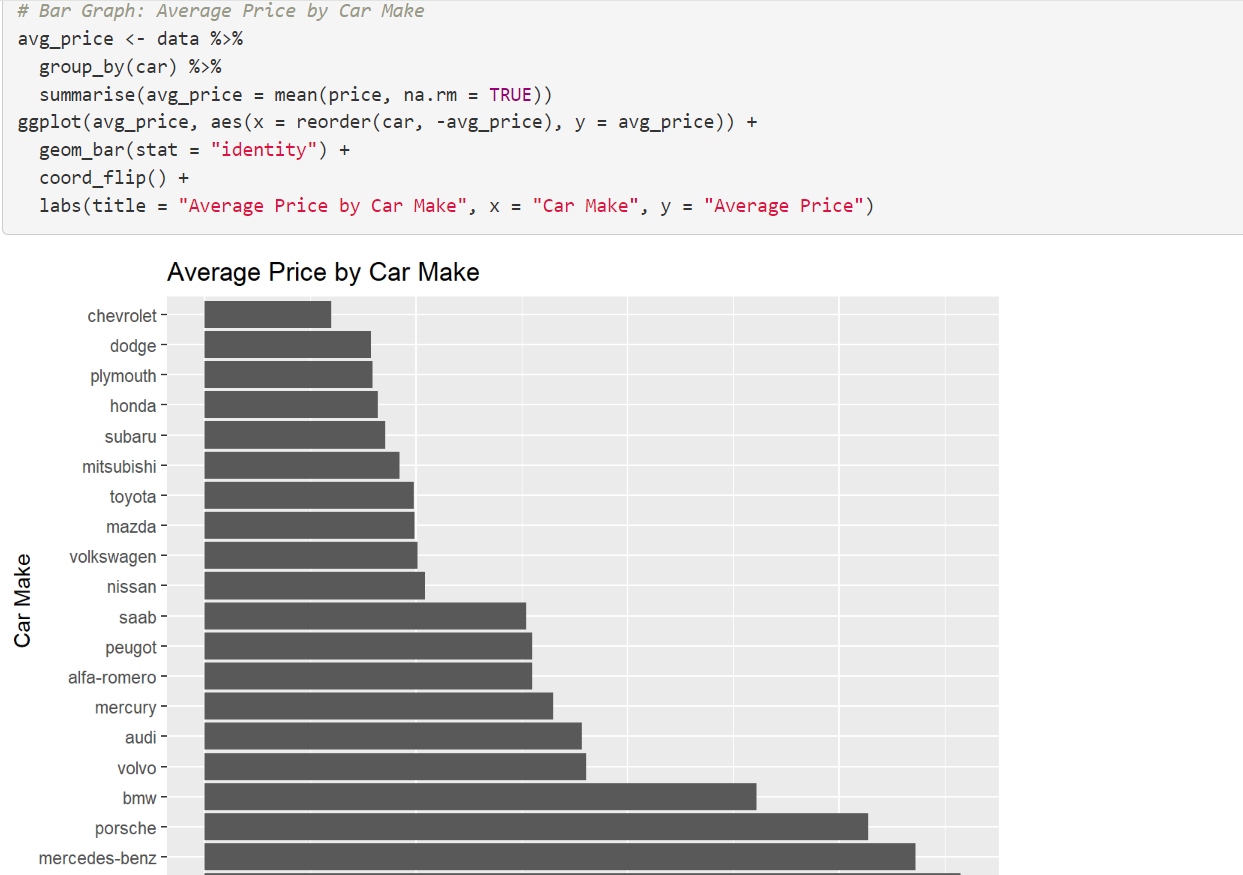 # Bar Graph: Average Price by Car Make
avg_price <- data %>%
  group_by(car) %>%
  summarise(avg_price = mean(price, na.rm = TRUE))
ggplot(avg_price, aes(x = reorder(car, -avg_price), y = avg_price)) +
  geom_bar(stat = "identity") +
  coord_flip() +
  labs(title = "Average Price by Car Make", x = "Car Make", y = "Average Price")
Average Price by Car Make
chevrolet
dodge
plymouth
honda
subaru
mitsubishi
toyota
mazda
volkswagen
nissan
saab
peugot
alfa-romero
mercury
audi
volvo
bmw
porsche
mercedes-benz
Car Make